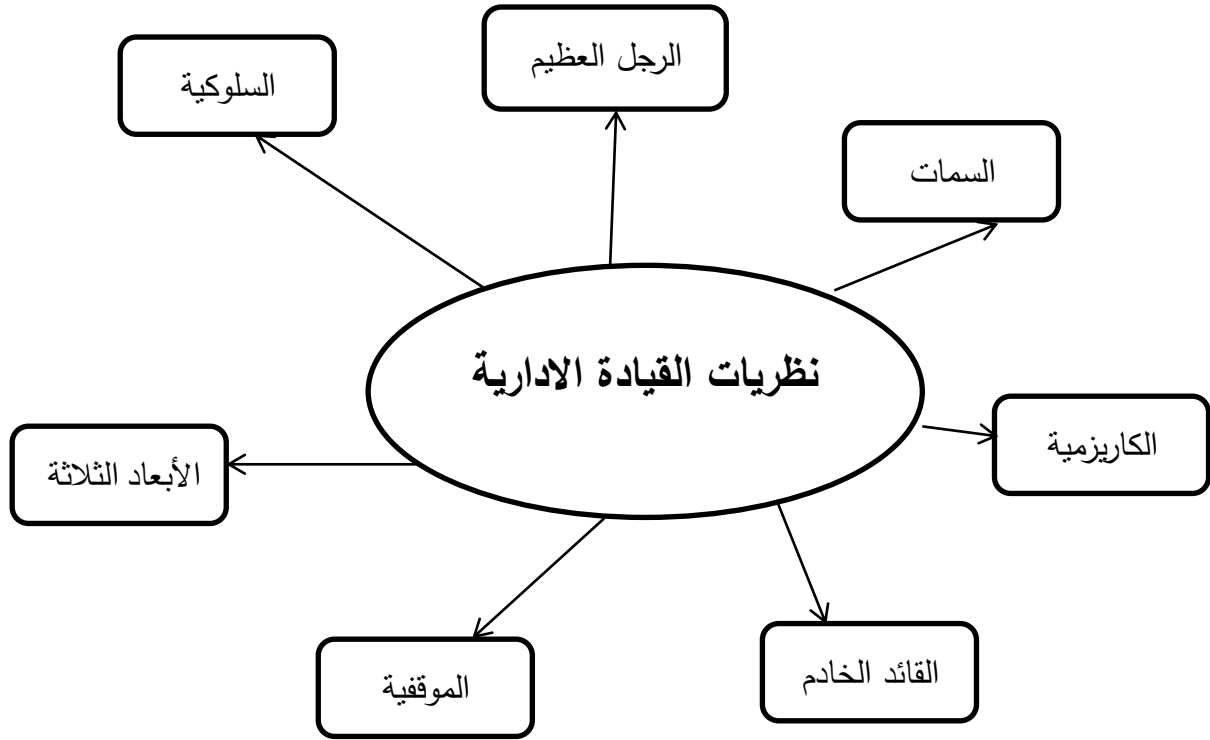 الرجل العظيم
السلوكية
السمات
نظريات القيادة الادارية
الكاريزمية
الأبعاد الثلاثة
القائد الخادم
الموقفية